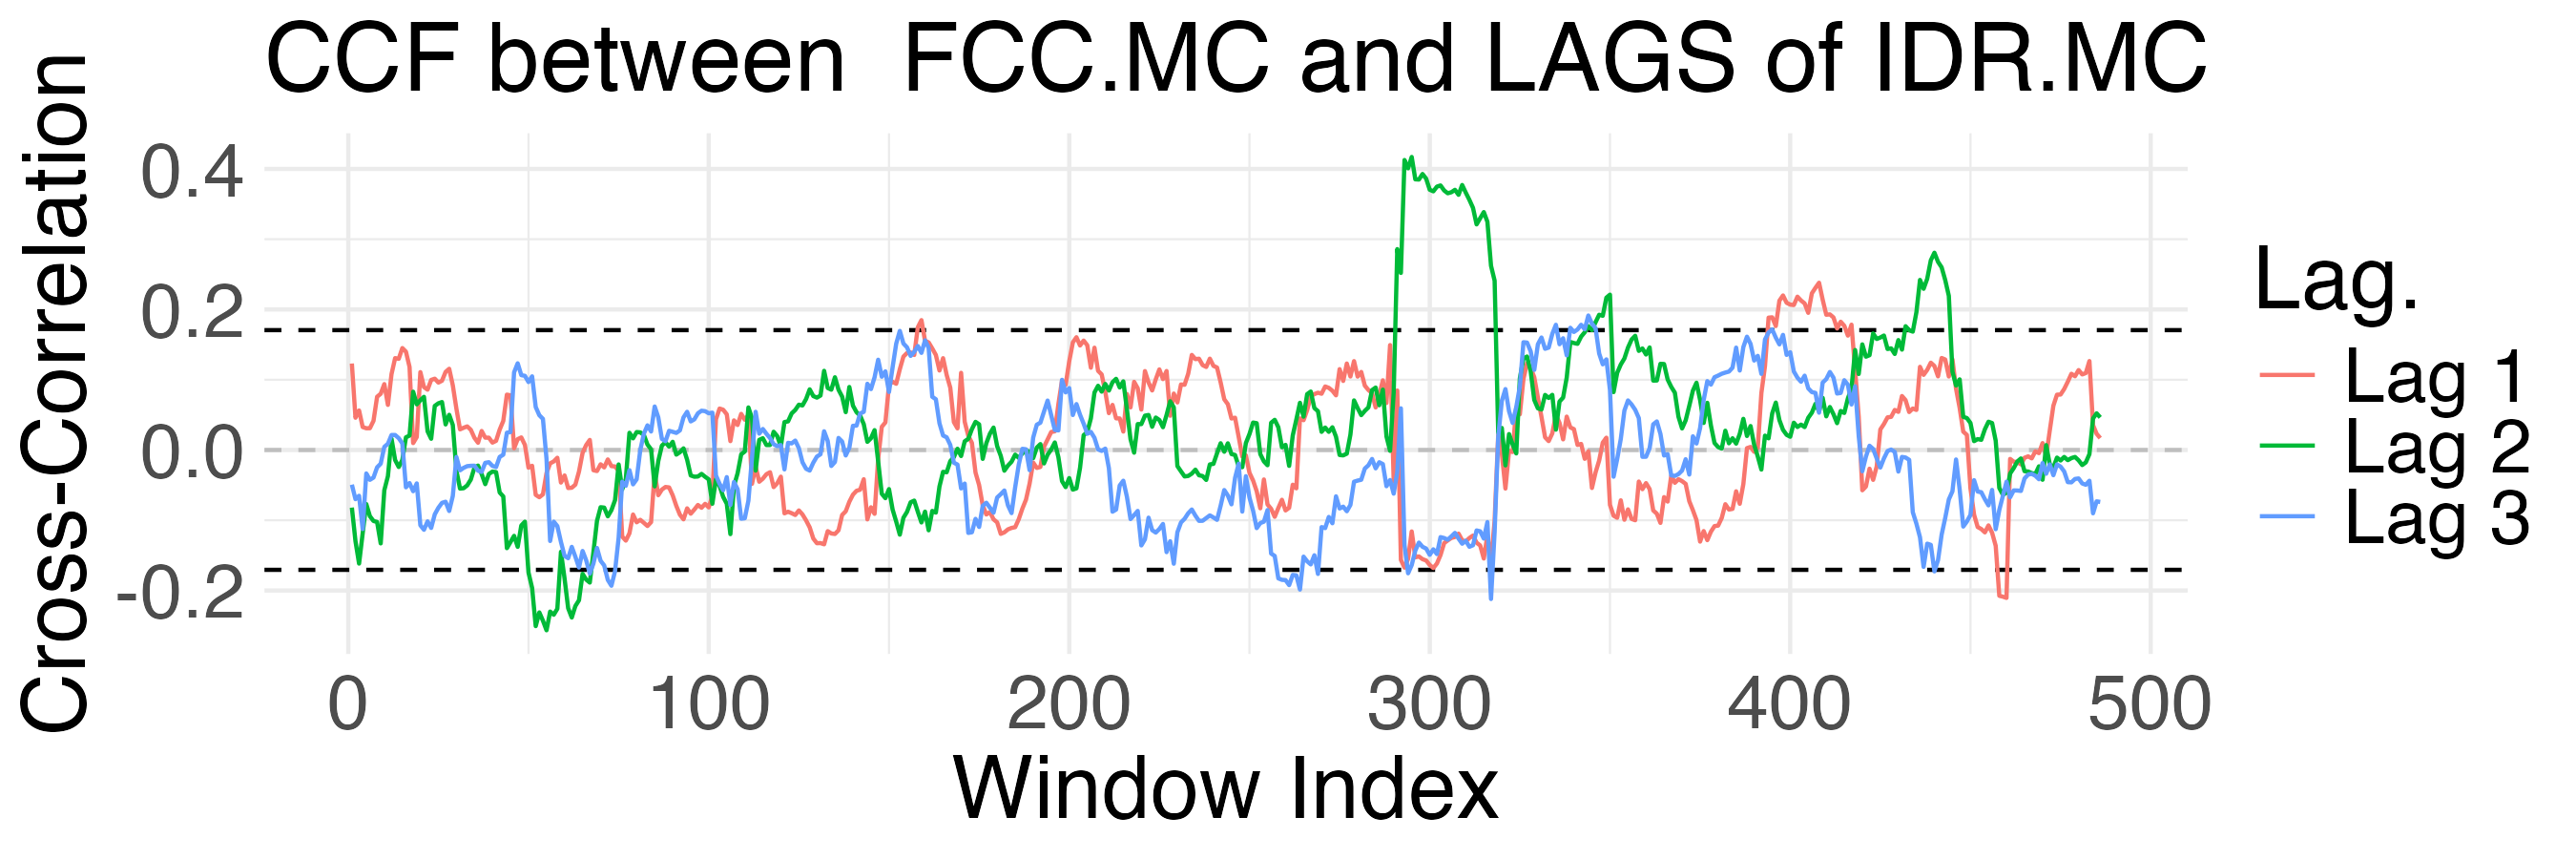 CCF between  FCC.MC and LAGS of IDR.MC
Cross-Correlation
0.4
0.2
0.0
-0.2
0 100 200 300 400 500
Window Index
Lag.
Lag 1
Lag 2
Lag 3